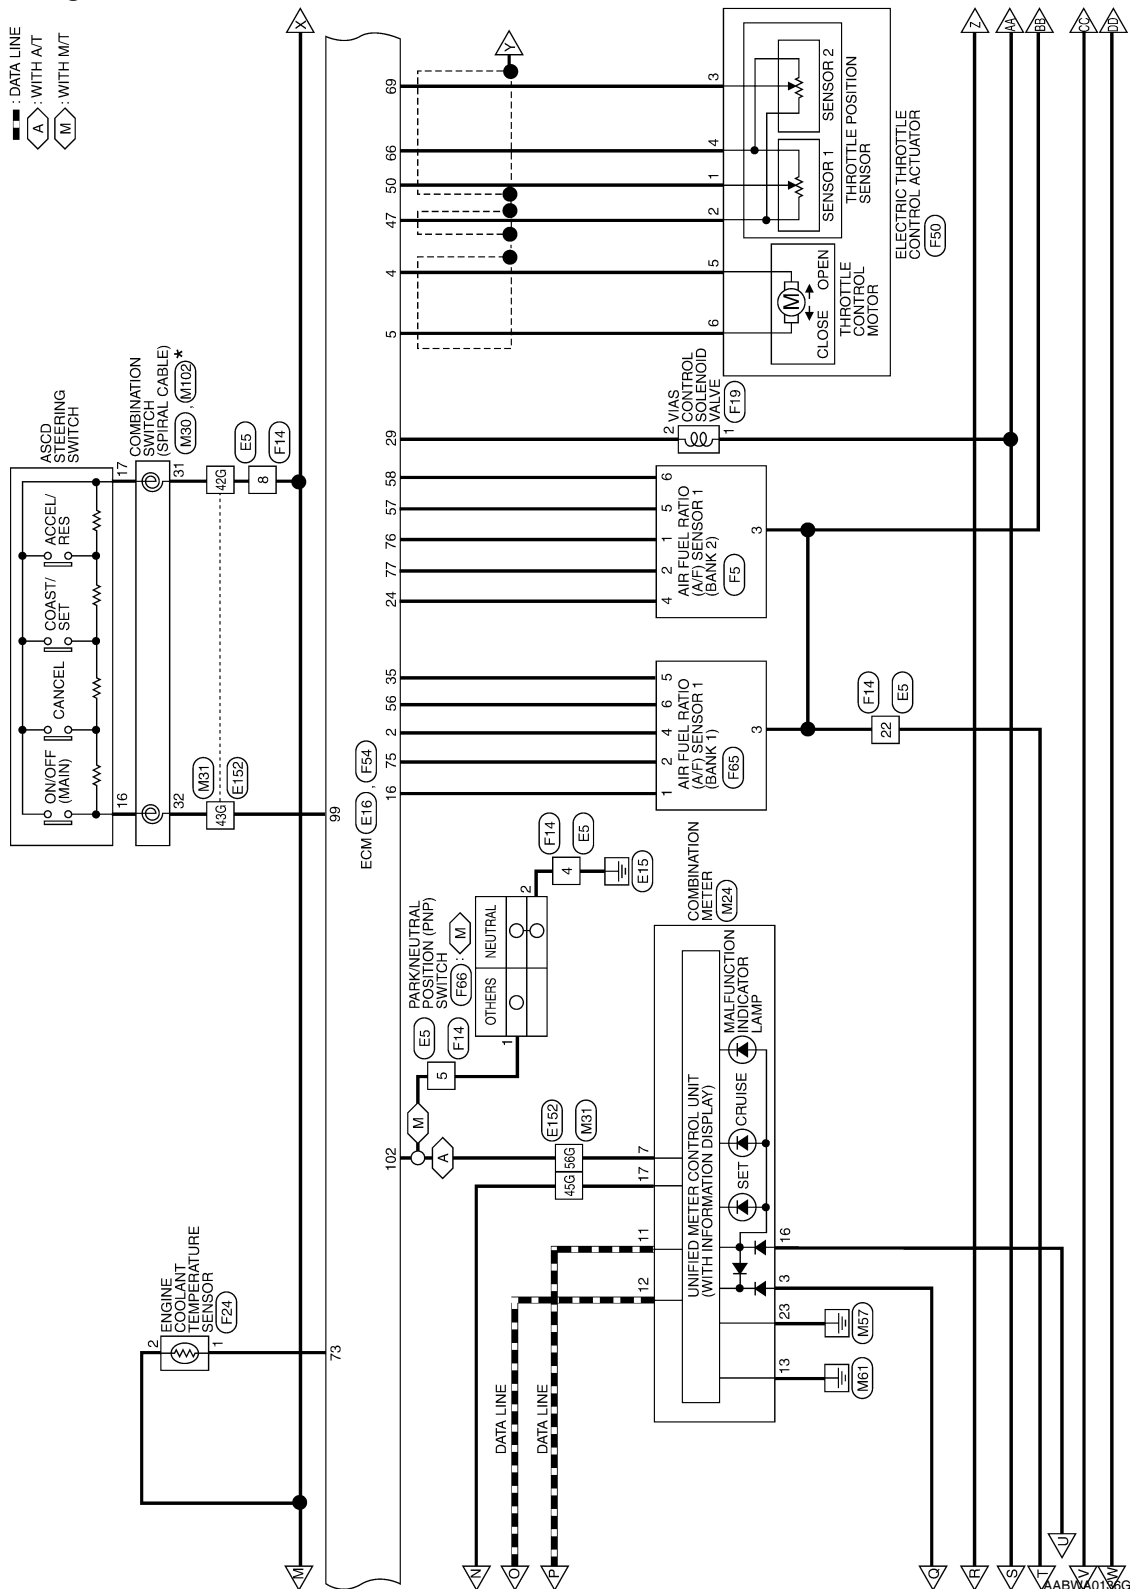 : DATA LINE
A : WITH A/T
M : WITH M/T
X
M
ASCD
STEERING
SWITCH
ON/OFF
(MAIN)
CANCEL
COAST/
SET
ACCEL/
RES
16
17
COMBINATION
SWITCH
(SPIRAL CABLE)
M30 , M102 *
32
31
M31
E152
43G
42G
E5
F14
8
ENGINE
COOLANT
TEMPERATURE
SENSOR
F24
2
1
73
99
ECM E16 , F54
102
16
75
2
56
35
24
77
76
57
58
29
5
4
47
50
66
69
Y
M
A
5
E5
F14
PARK/NEUTRAL
POSITION (PNP)
SWITCH
F66 : M
OTHERS
NEUTRAL
1
2
4
F14
E5
E15
N
O
P
DATA LINE
DATA LINE
45G
56G
E152
M31
12
11
17
7
COMBINATION
METER
M24
UNIFIED METER CONTROL UNIT
(WITH INFORMATION DISPLAY)
SET
CRUISE
MALFUNCTION
INDICATOR
LAMP
13
23
3
16
M61
M57
1
2
4
6
5
AIR FUEL RATIO
(A/F) SENSOR 1
(BANK 1)
F65
3
4
2
1
5
6
AIR FUEL RATIO
(A/F) SENSOR 1
(BANK 2)
F5
3
22
F14
E5
2
1
VIAS
CONTROL
SOLENOID
VALVE
F19
6
5
2
1
4
3
M
CLOSE
OPEN
THROTTLE
CONTROL
MOTOR
SENSOR 1
SENSOR 2
THROTTLE POSITION
SENSOR
ELECTRIC THROTTLE
CONTROL ACTUATOR
F50
Q
R
S
T
U
V
W
Z
AA
BB
CC
DD
AABWA0136G